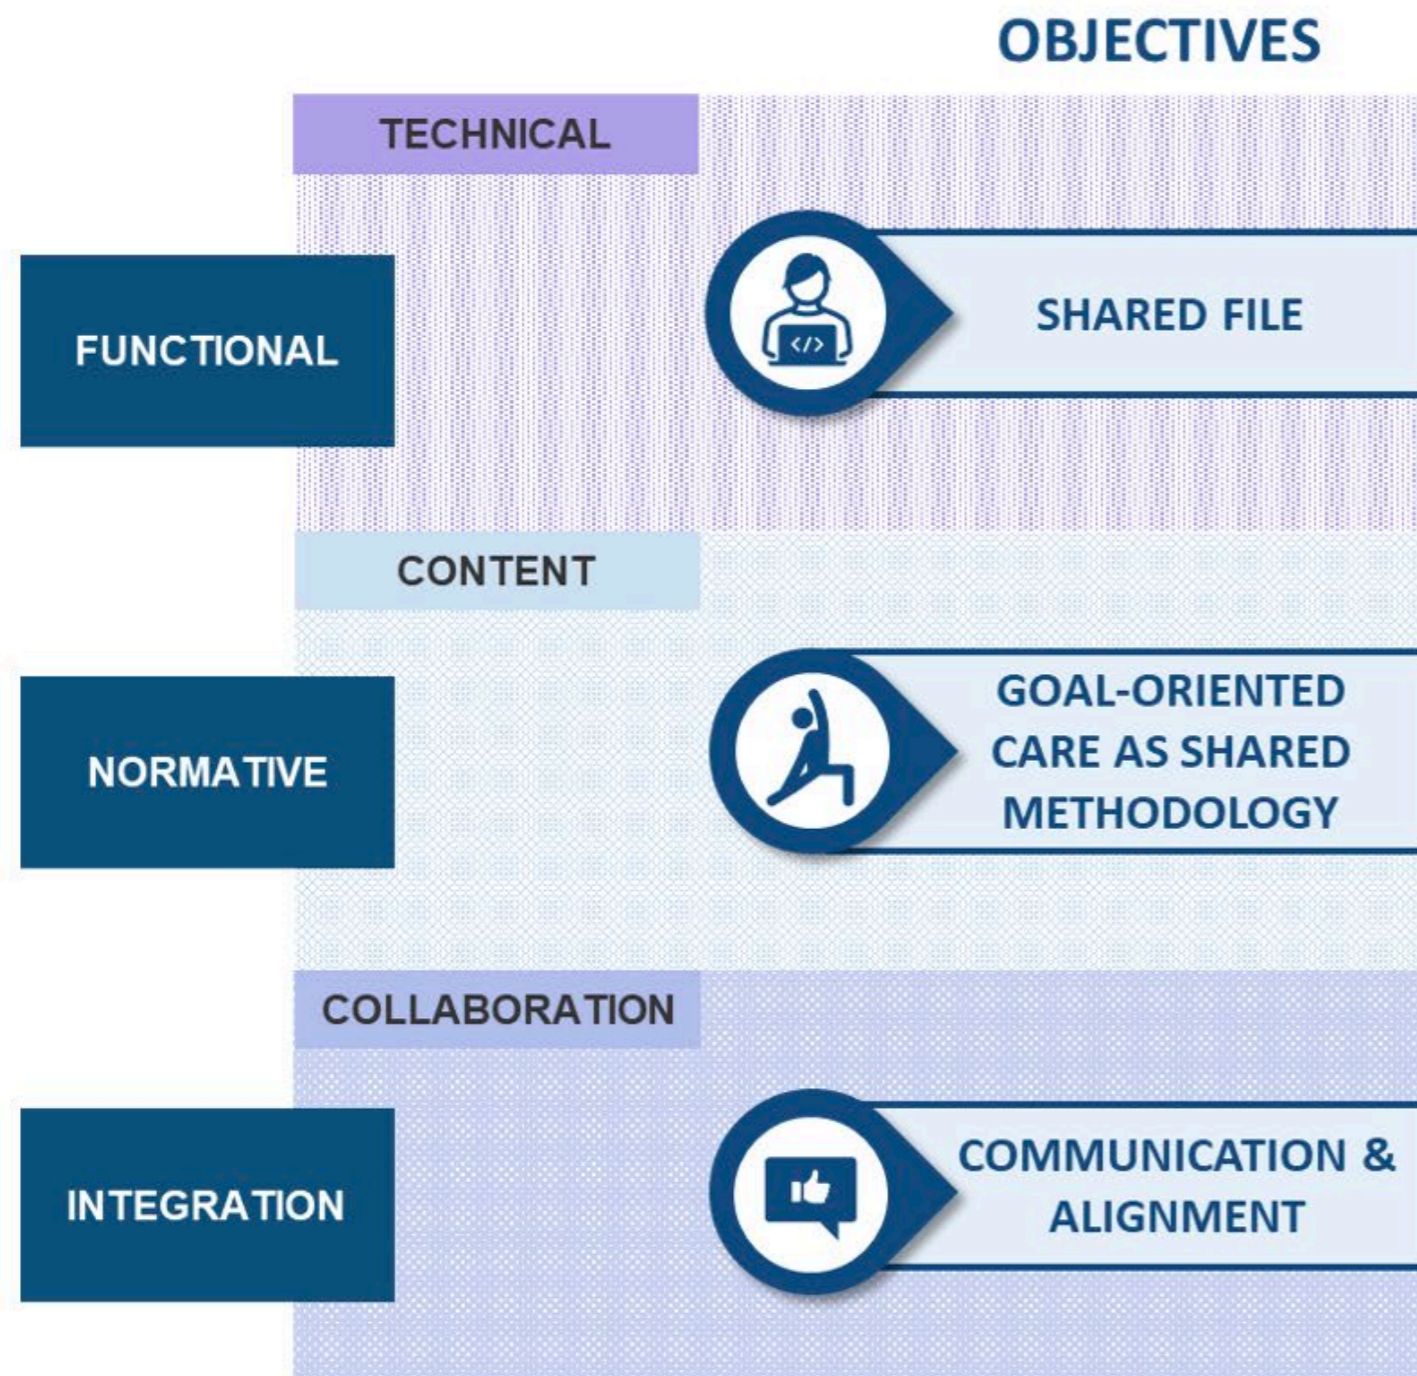 OBJECTIVES
TECHNICAL
FUNCTIONAL
</>
SHARED FILE
CONTENT
NORMATIVE
GOAL-ORIENTED
CARE AS SHARED
METHODOLOGY
COLLABORATION
INTEGRATION
COMMUNICATION &
ALIGNMENT